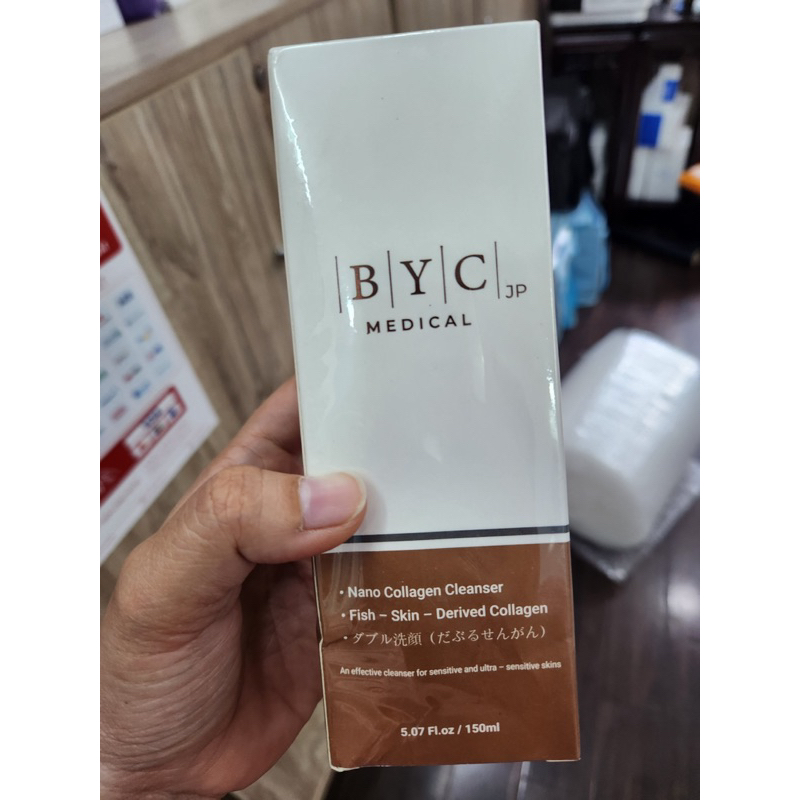 B Y C JP
MEDICAL
• Nano Collagen Cleanser
• Fish – Skin – Derived Collagen
• ダブル洗顔（だぶるせんがん）
An effective cleanser for sensitive and ultra – sensitive skins
5.07 Fl.oz / 150ml